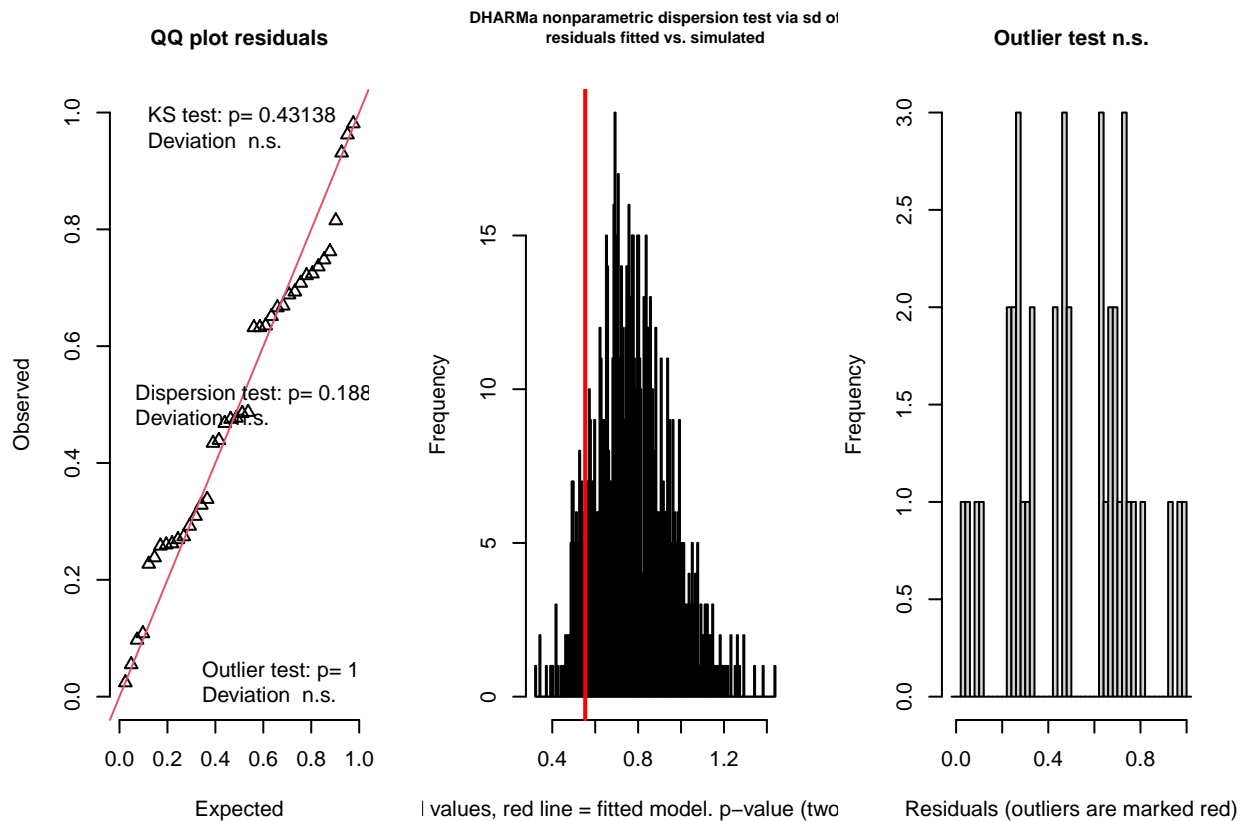 QQ plot residuals
KS test: p= 0.43138
Deviation n.s.
Dispersion test: p= 0.188
Deviation n.s.
Outlier test: p= 1
Deviation n.s.
Observed
0.0 0.2 0.4 0.6 0.8 1.0
0.0 0.2 0.4 0.6 0.8 1.0
Expected
DHARMa nonparametric dispersion test via sd of
residuals fitted vs. simulated
Frequency
0 5 10 15
0.4 0.8 1.2
values, red line = fitted model. p−value (two
Outlier test n.s.
Frequency
0.0 0.5 1.0 1.5 2.0 2.5 3.0
0.0 0.4 0.8
Residuals (outliers are marked red)